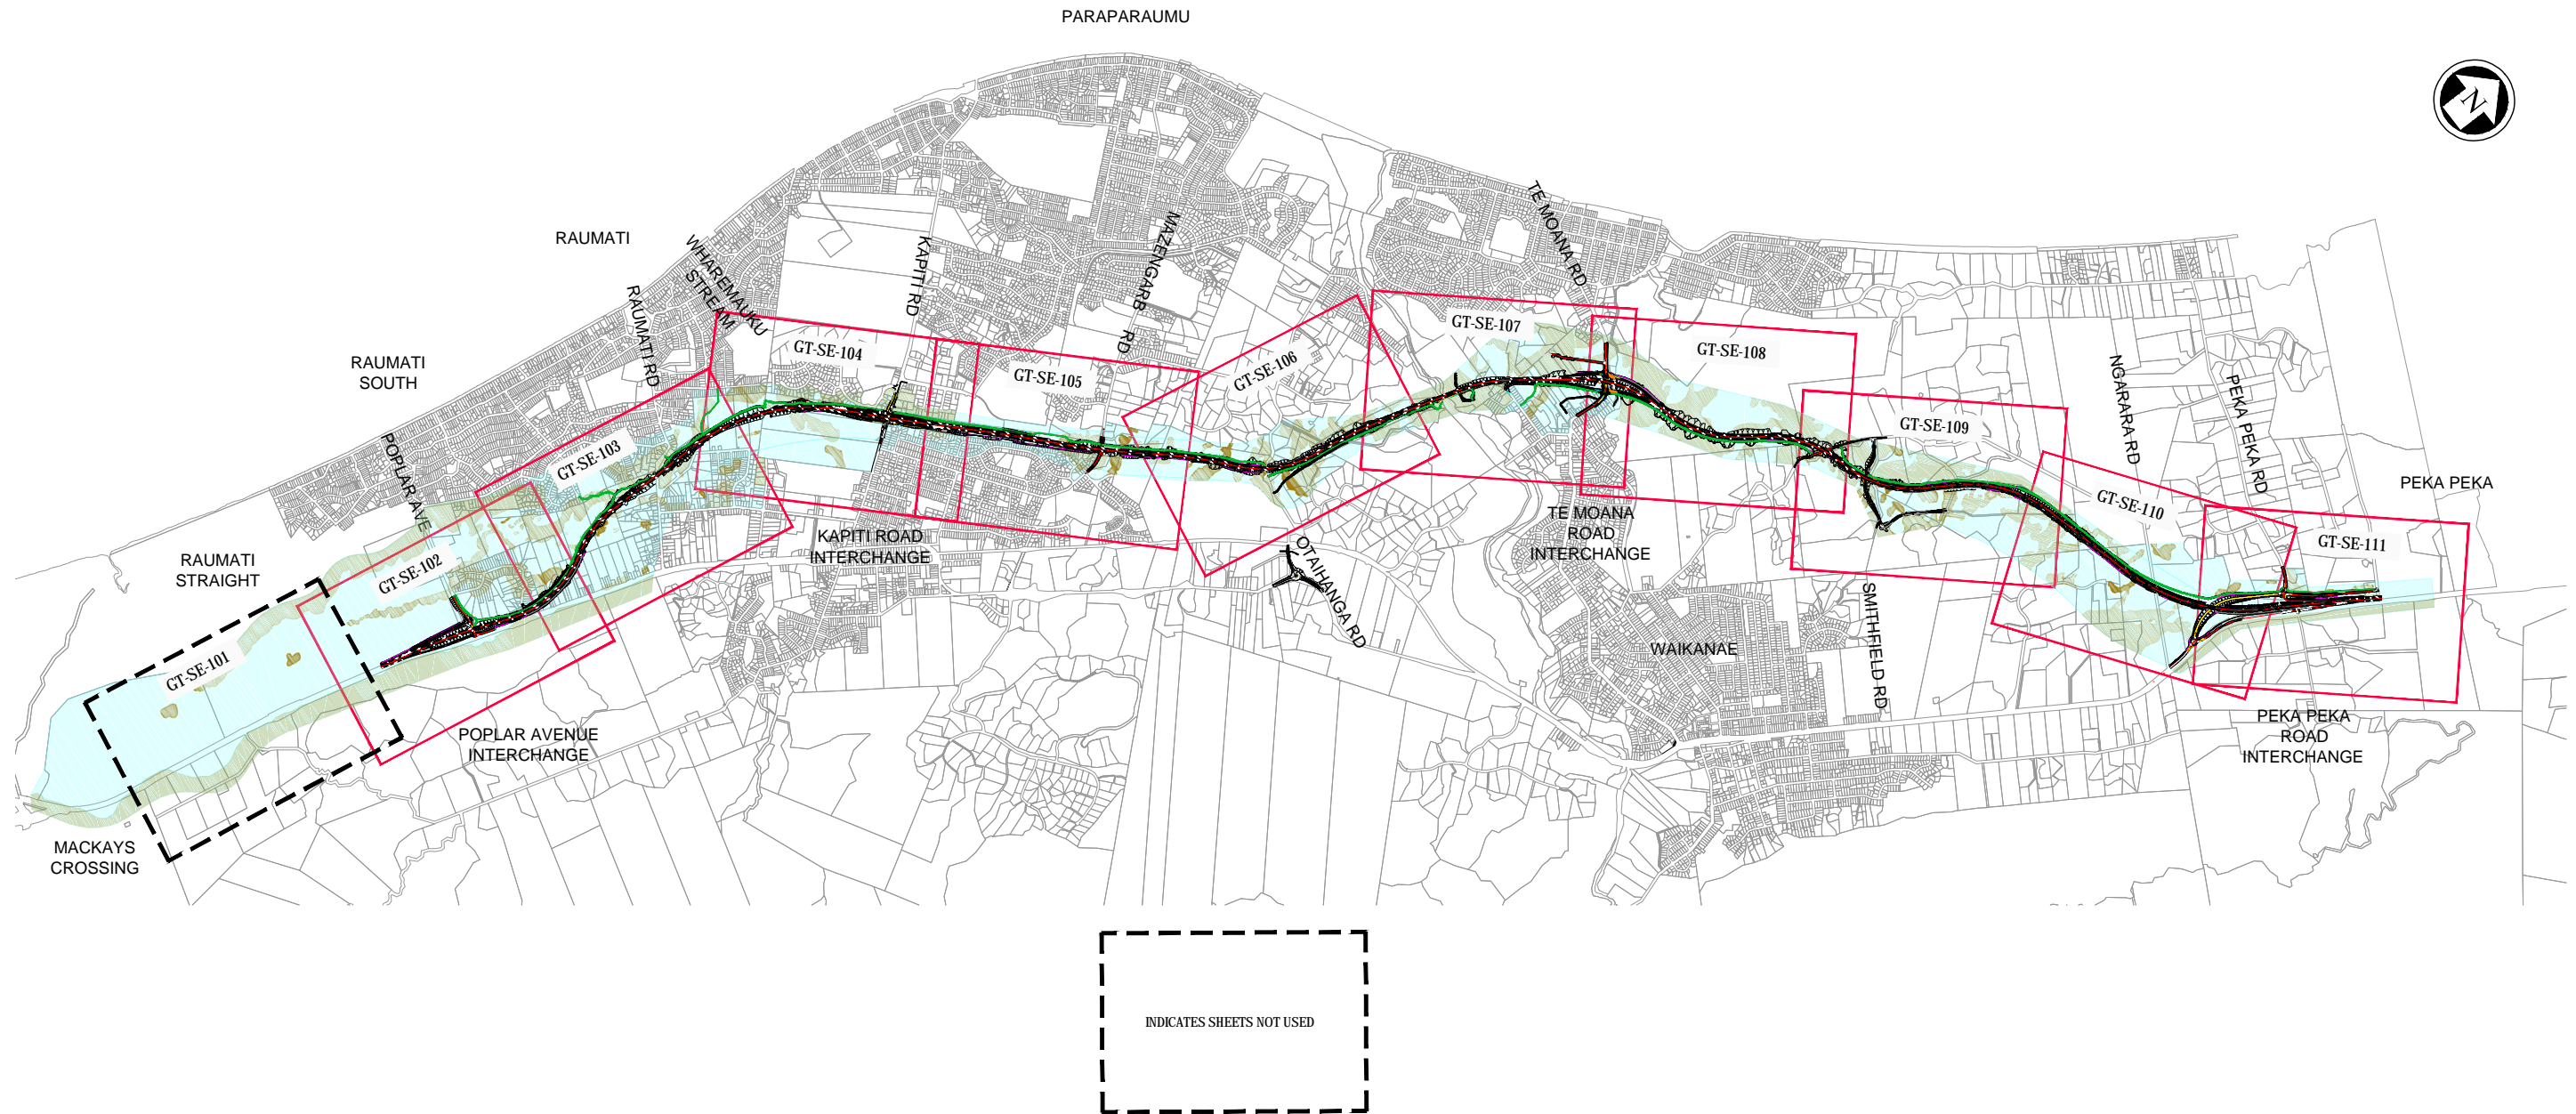 PARAPARAUMU
N
RAUMATI
WHAREMAUKU
STREAM
KAPITI RD
MAZENGARB
RD
TE MOANA RD
RAUMATI RD
RAUMATI
SOUTH
POPLAR AVE
NGARARA RD
PEKA PEKA RD
PEKA PEKA
GT-SE-101
GT-SE-102
GT-SE-103
GT-SE-104
GT-SE-105
GT-SE-106
GT-SE-107
GT-SE-108
GT-SE-109
GT-SE-110
GT-SE-111
RAUMATI
STRAIGHT
KAPITI ROAD
INTERCHANGE
OTAIHANGA RD
TE MOANA
ROAD
INTERCHANGE
SMITHFIELD RD
WAIKANAE
POPLAR AVENUE
INTERCHANGE
PEKA PEKA
ROAD
INTERCHANGE
MACKAYS
CROSSING
INDICATES SHEETS NOT USED